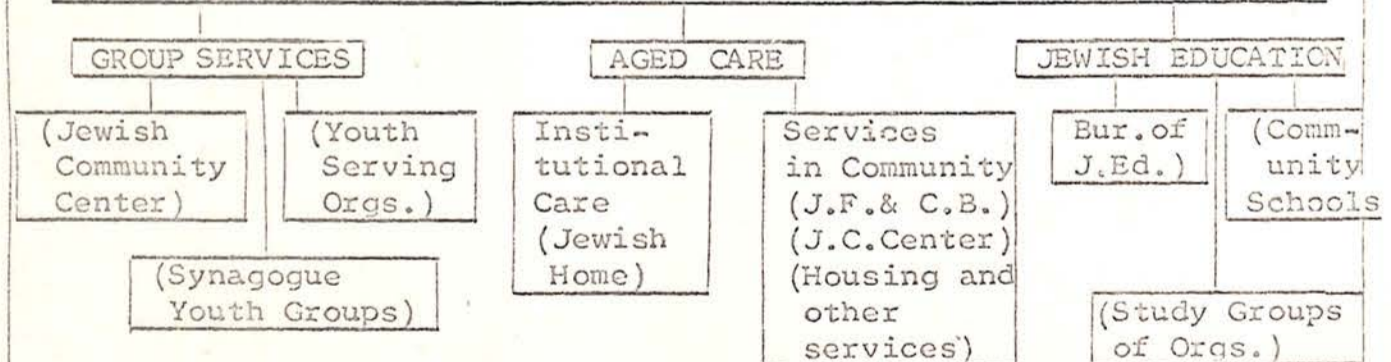 GROUP SERVICES
AGED CARE
JEWISH EDUCATION
(Jewish
Community
Center)
(Youth
Serving
Orgs.)
(Synagogue
Youth Groups)
Insti-
tutional
Care
(Jewish
Home)
Services
in Community
(J.F.& C.B.)
(J.C.Center)
(Housing and
other
services)
Bur.of
J.Ed.)
(Comm-
unity
Schools
(Study Groups
of Orgs.)